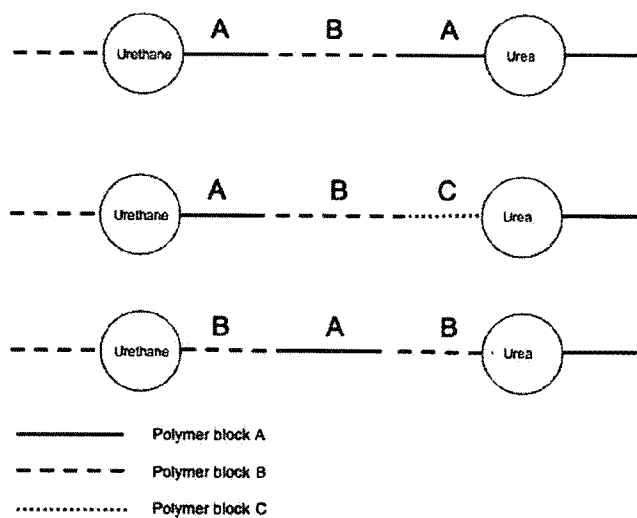 A B A
Urethane Urea
A B C
Urethane Urea
B A B
Urethane Urea
Polymer block A
Polymer block B
Polymer block C